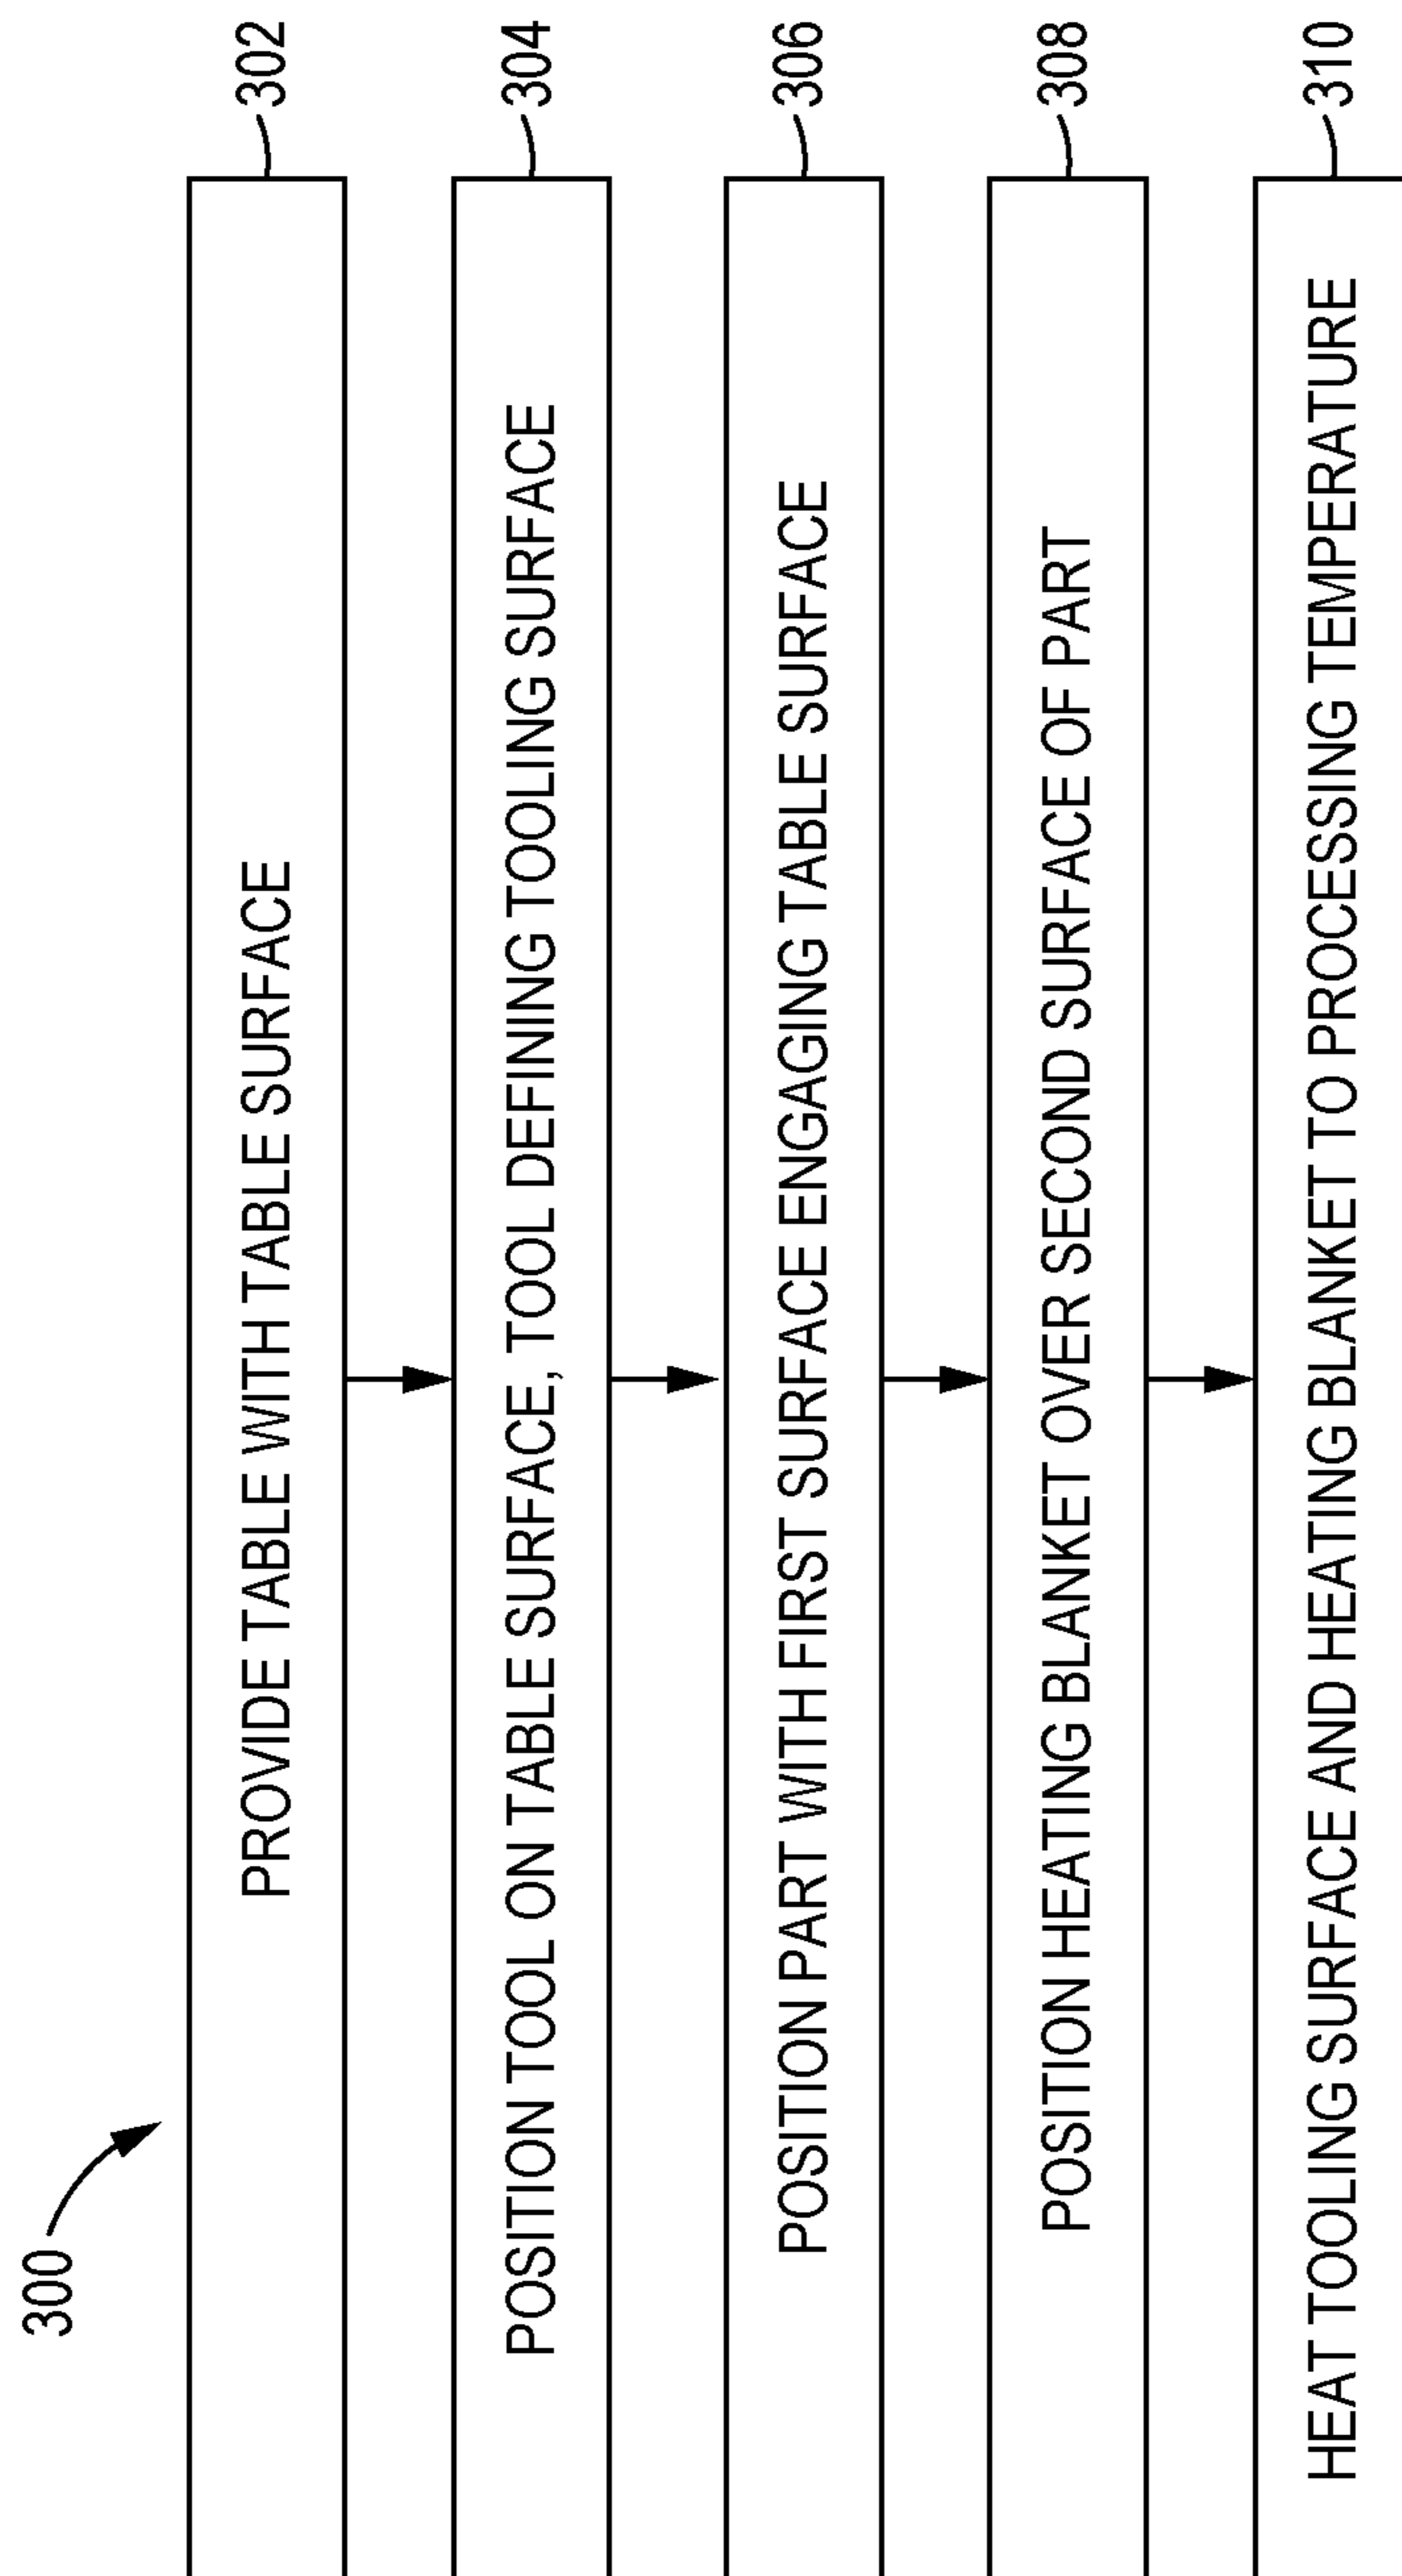 300
PROVIDE TABLE WITH TABLE SURFACE
302
POSITION TOOL ON TABLE SURFACE, TOOL DEFINING TOOLING SURFACE
304
POSITION PART WITH FIRST SURFACE ENGAGING TABLE SURFACE
306
POSITION HEATING BLANKET OVER SECOND SURFACE OF PART
308
HEAT TOOLING SURFACE AND HEATING BLANKET TO PROCESSING TEMPERATURE
310